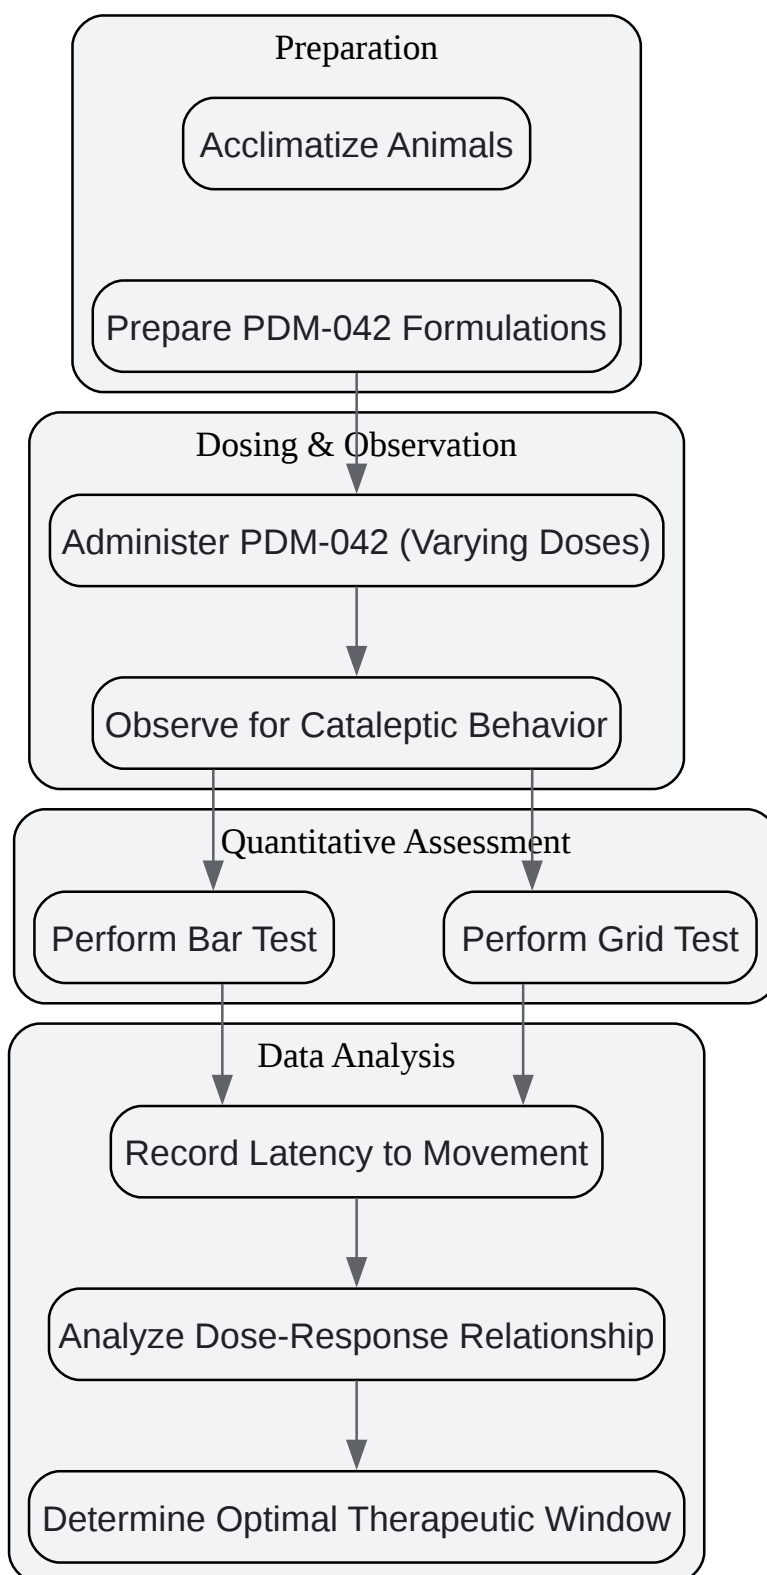 Preparation
Acclimatize Animals
Prepare PDM-042 Formulations
Dosing & Observation
Administer PDM-042 (Varying Doses)
Observe for Cataleptic Behavior
Quantitative Assessment
Perform Bar Test
Perform Grid Test
Data Analysis
Record Latency to Movement
Analyze Dose-Response Relationship
Determine Optimal Therapeutic Window